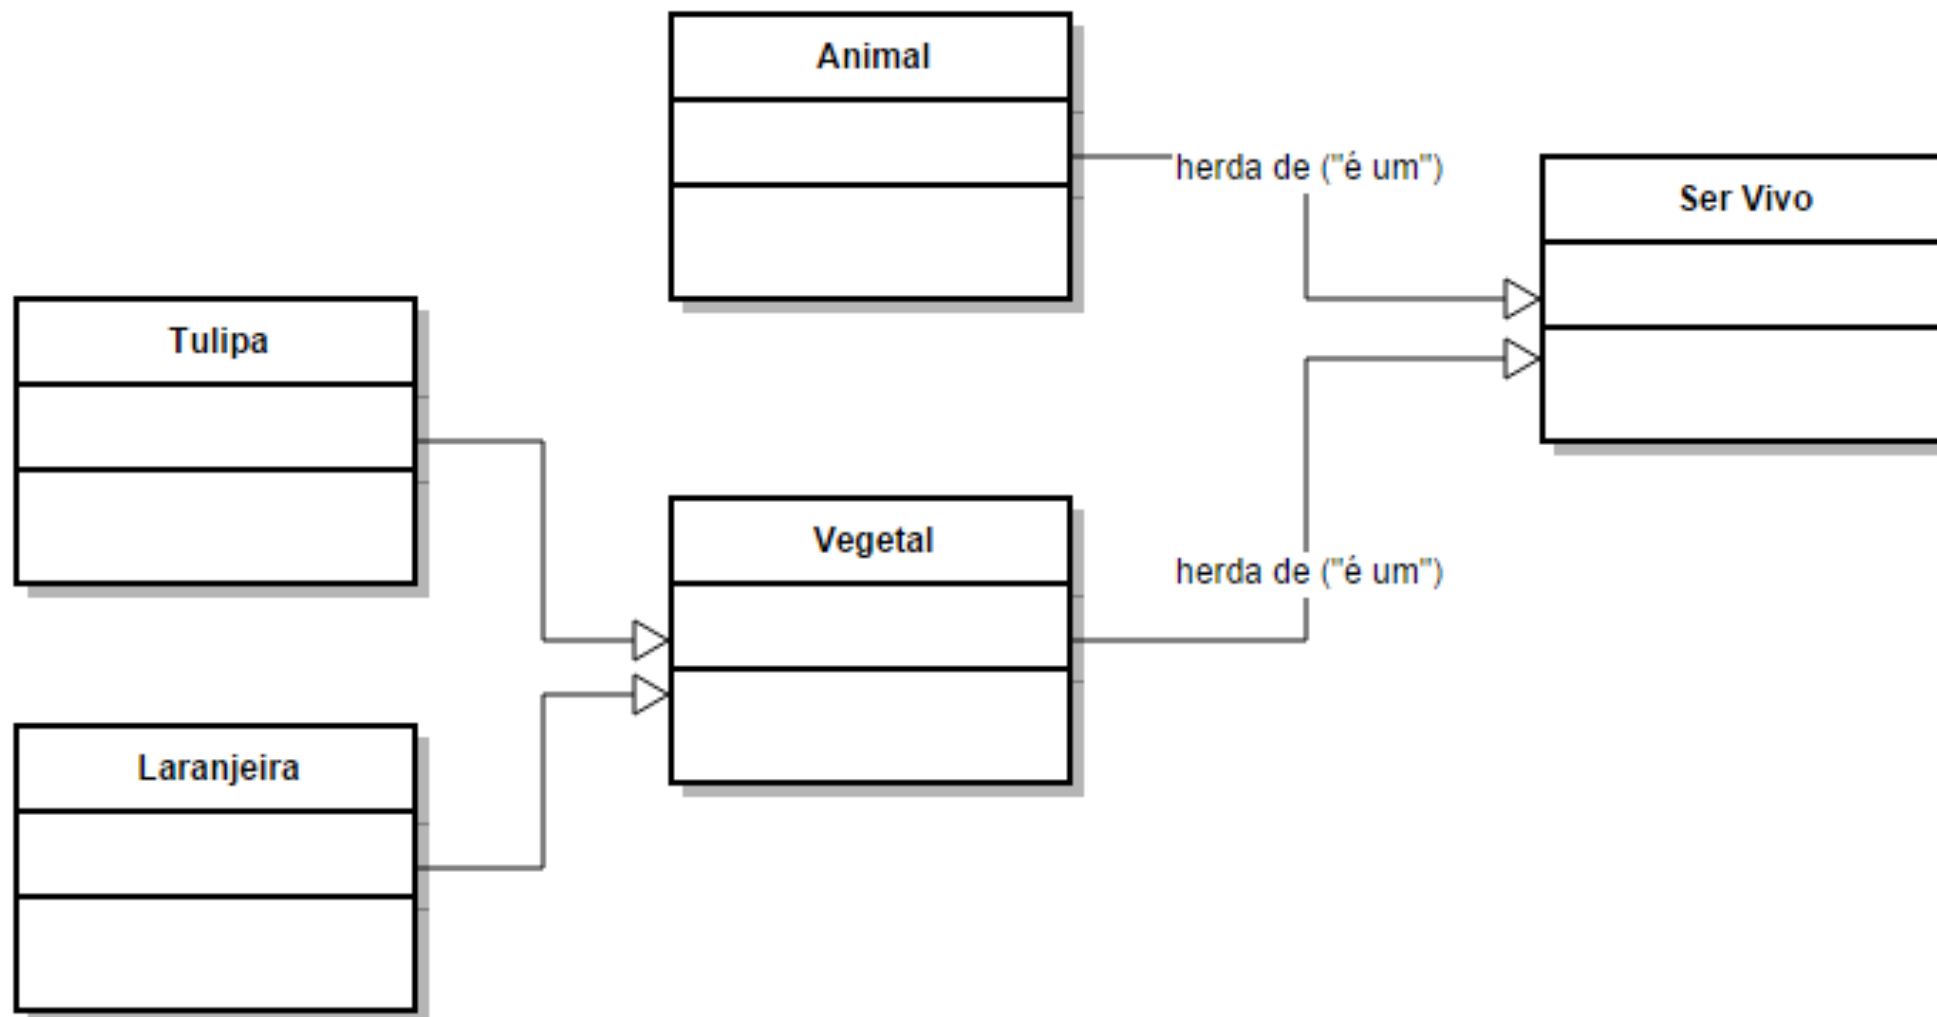 Animal
herda de ("é um")
Ser Vivo
Tulipa
Vegetal
herda de ("é um")
Laranjeira